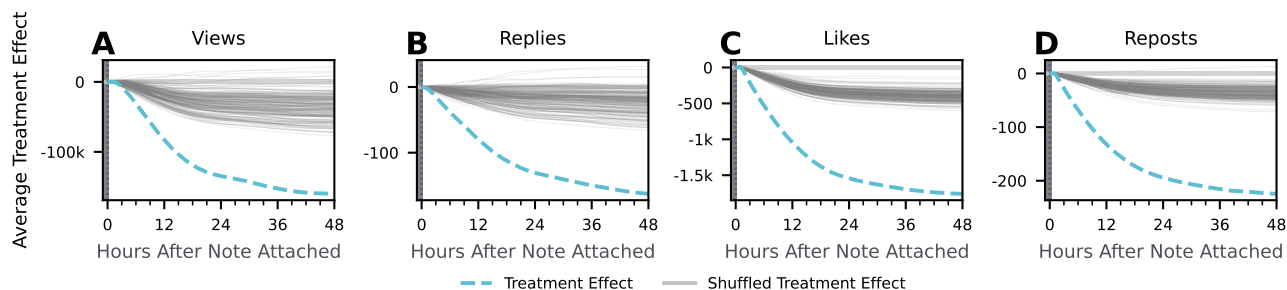 Average Treatment Effect
A Views
0
-100k
0 12 24 36 48
Hours After Note Attached
B Replies
0
-100
0 12 24 36 48
Hours After Note Attached
C Likes
0
-500
-1k
-1.5k
0 12 24 36 48
Hours After Note Attached
D Reposts
0
-100
-200
0 12 24 36 48
Hours After Note Attached
Treatment Effect Shuffled Treatment Effect